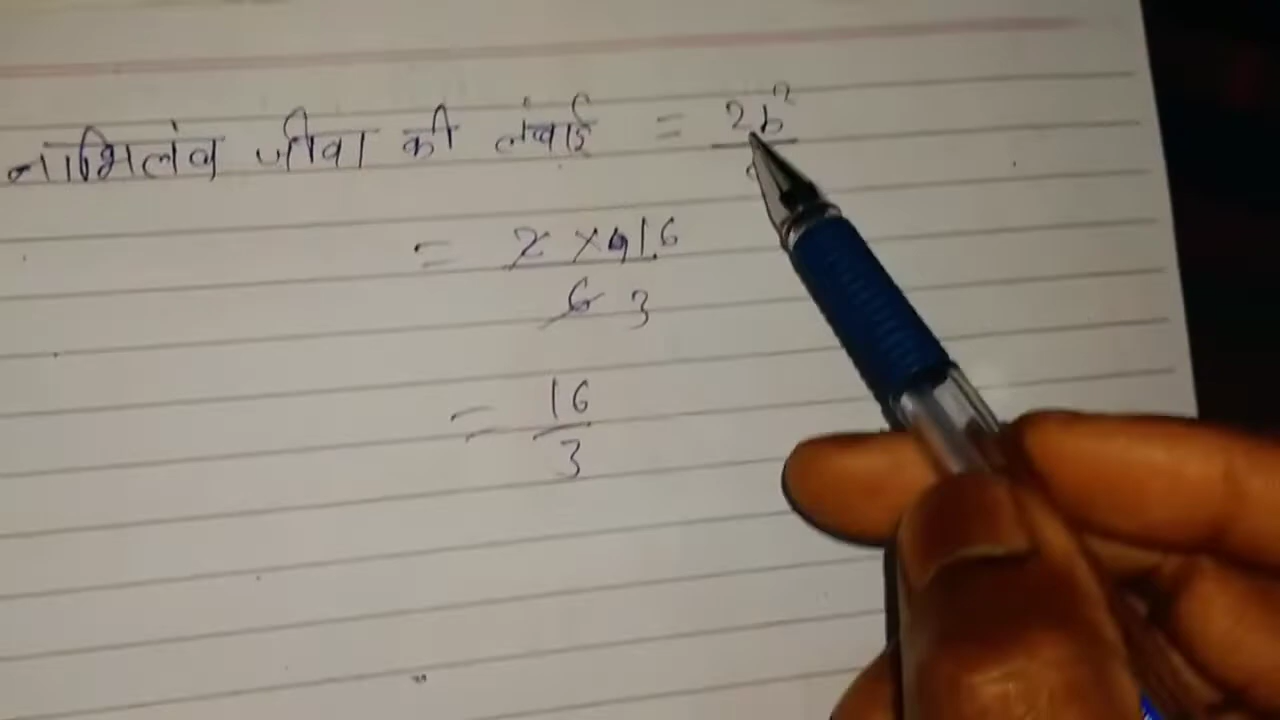 नाभिलंब जीवा की लंबाई = 2b²
= 2 × 16
6 3
= 16
3